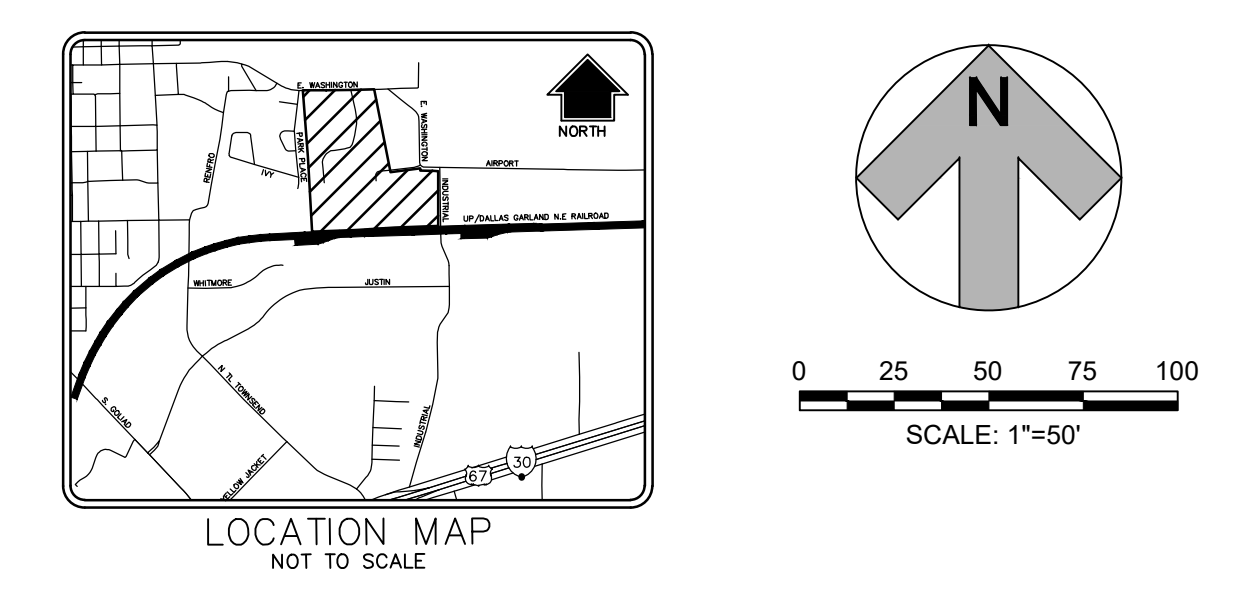 E. WASHINGTON
NORTH
E. WASHINGTON
PARK PLACE
RENFRO
IVY
AIRPORT
INDUSTRIAL
UP/DALLAS GARLAND N.E RAILROAD
WHITMORE
JUSTIN
N TL TOWNSEND
S. GOLIAD
INDUSTRIAL
YELLOW JACKET
30
67
LOCATION MAP
NOT TO SCALE
N
0 25 50 75 100
SCALE: 1"=50'